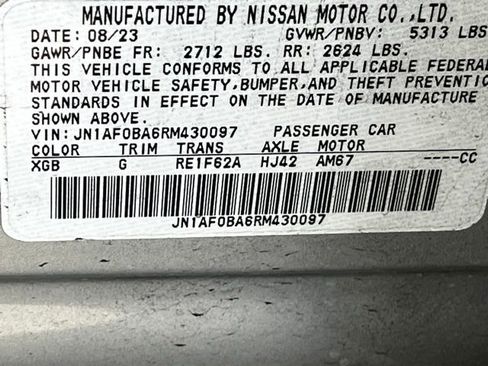 MANUFACTURED BY NISSAN MOTOR CO.,LTD.
DATE: 08/23 GVWR/PNBV: 5313 LBS
GAWR/PNBE FR: 2712 LBS. RR: 2624 LBS.
THIS VEHICLE CONFORMS TO ALL APPLICABLE FEDERAL
MOTOR VEHICLE SAFETY,BUMPER,AND THEFT PREVENTIO
STANDARDS IN EFFECT ON THE DATE OF MANUFACTURE
SHOWN ABOVE.
VIN: JN1AF0BA6RM430097 PASSENGER CAR
COLOR TRIM TRANS AXLE MOTOR
XGB G RE1F62A HJ42 AM67 ----CC
JN1AF0BA6RM430097